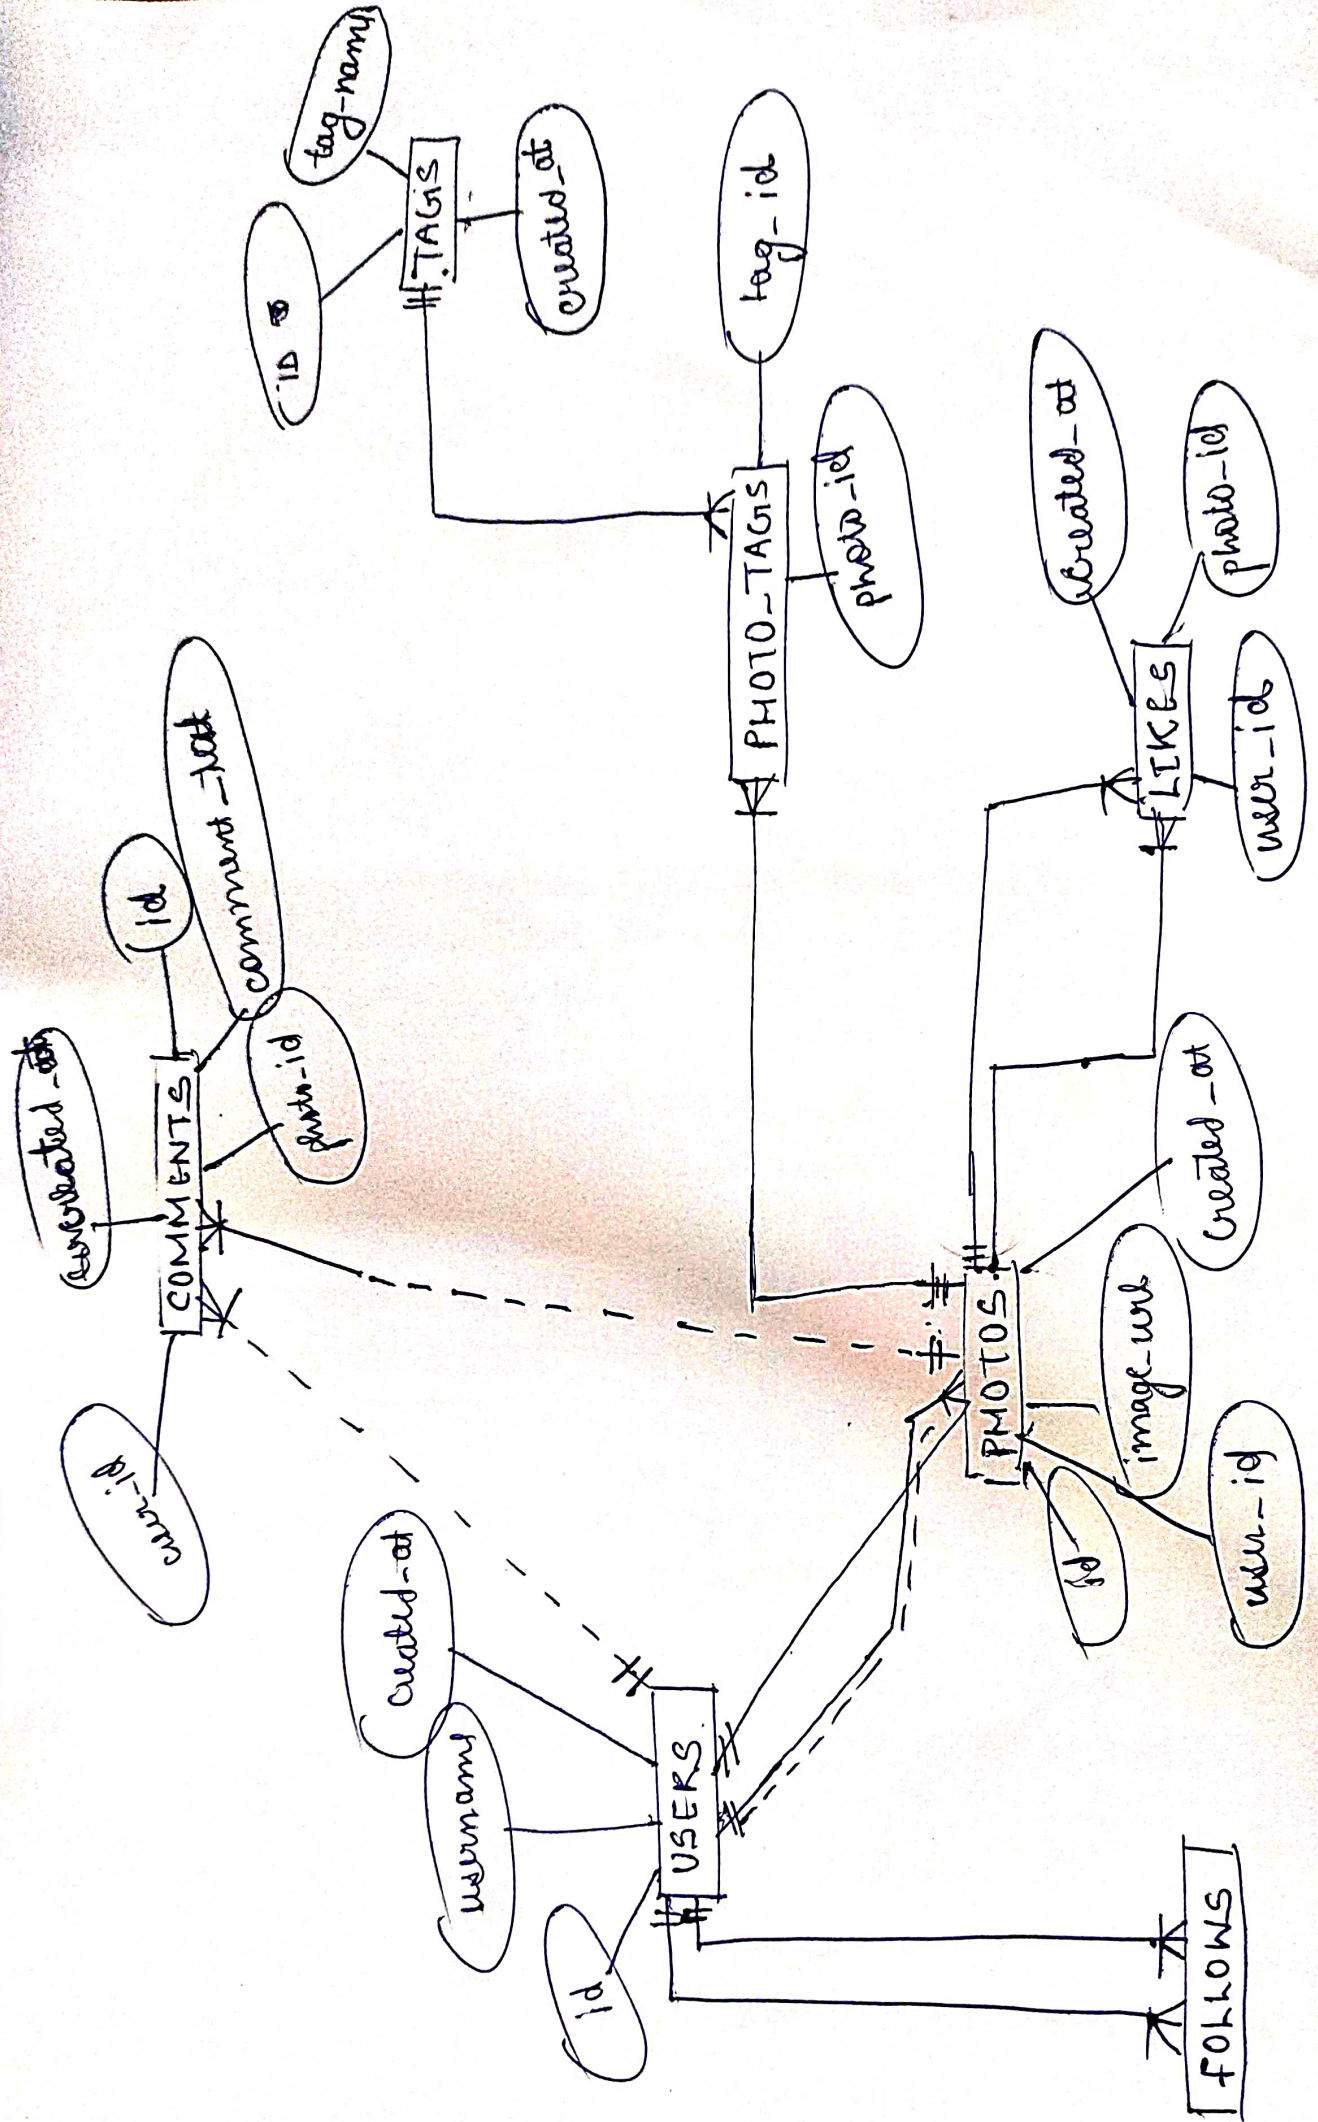 created_at
id
comment_text
COMMENTS
user_id
photo_id
tag-name
ID
TAGS
created_at
created_at
username
id
USERS
PHOTO_TAGS
tag_id
photo_id
PHOTOS
id
user_id
image_url
created_at
LIKES
created_at
photo_id
user_id
FOLLOWS